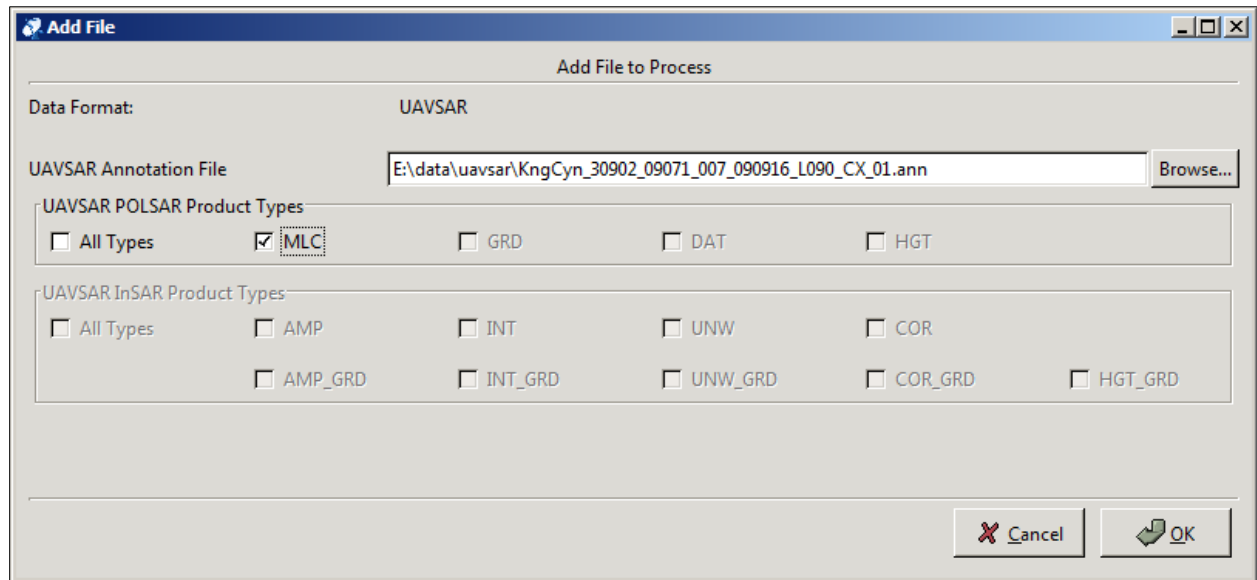 Add File
Add File to Process
Data Format: UAVSAR
UAVSAR Annotation File E:\data\uavsar\KngCyn_30902_09071_007_090916_L090_CX_01.ann Browse...
UAVSAR POLSAR Product Types
All Types MLC GRD DAT HGT
UAVSAR InSAR Product Types
All Types AMP INT UNW COR
AMP_GRD INT_GRD UNW_GRD COR_GRD HGT_GRD
Cancel OK